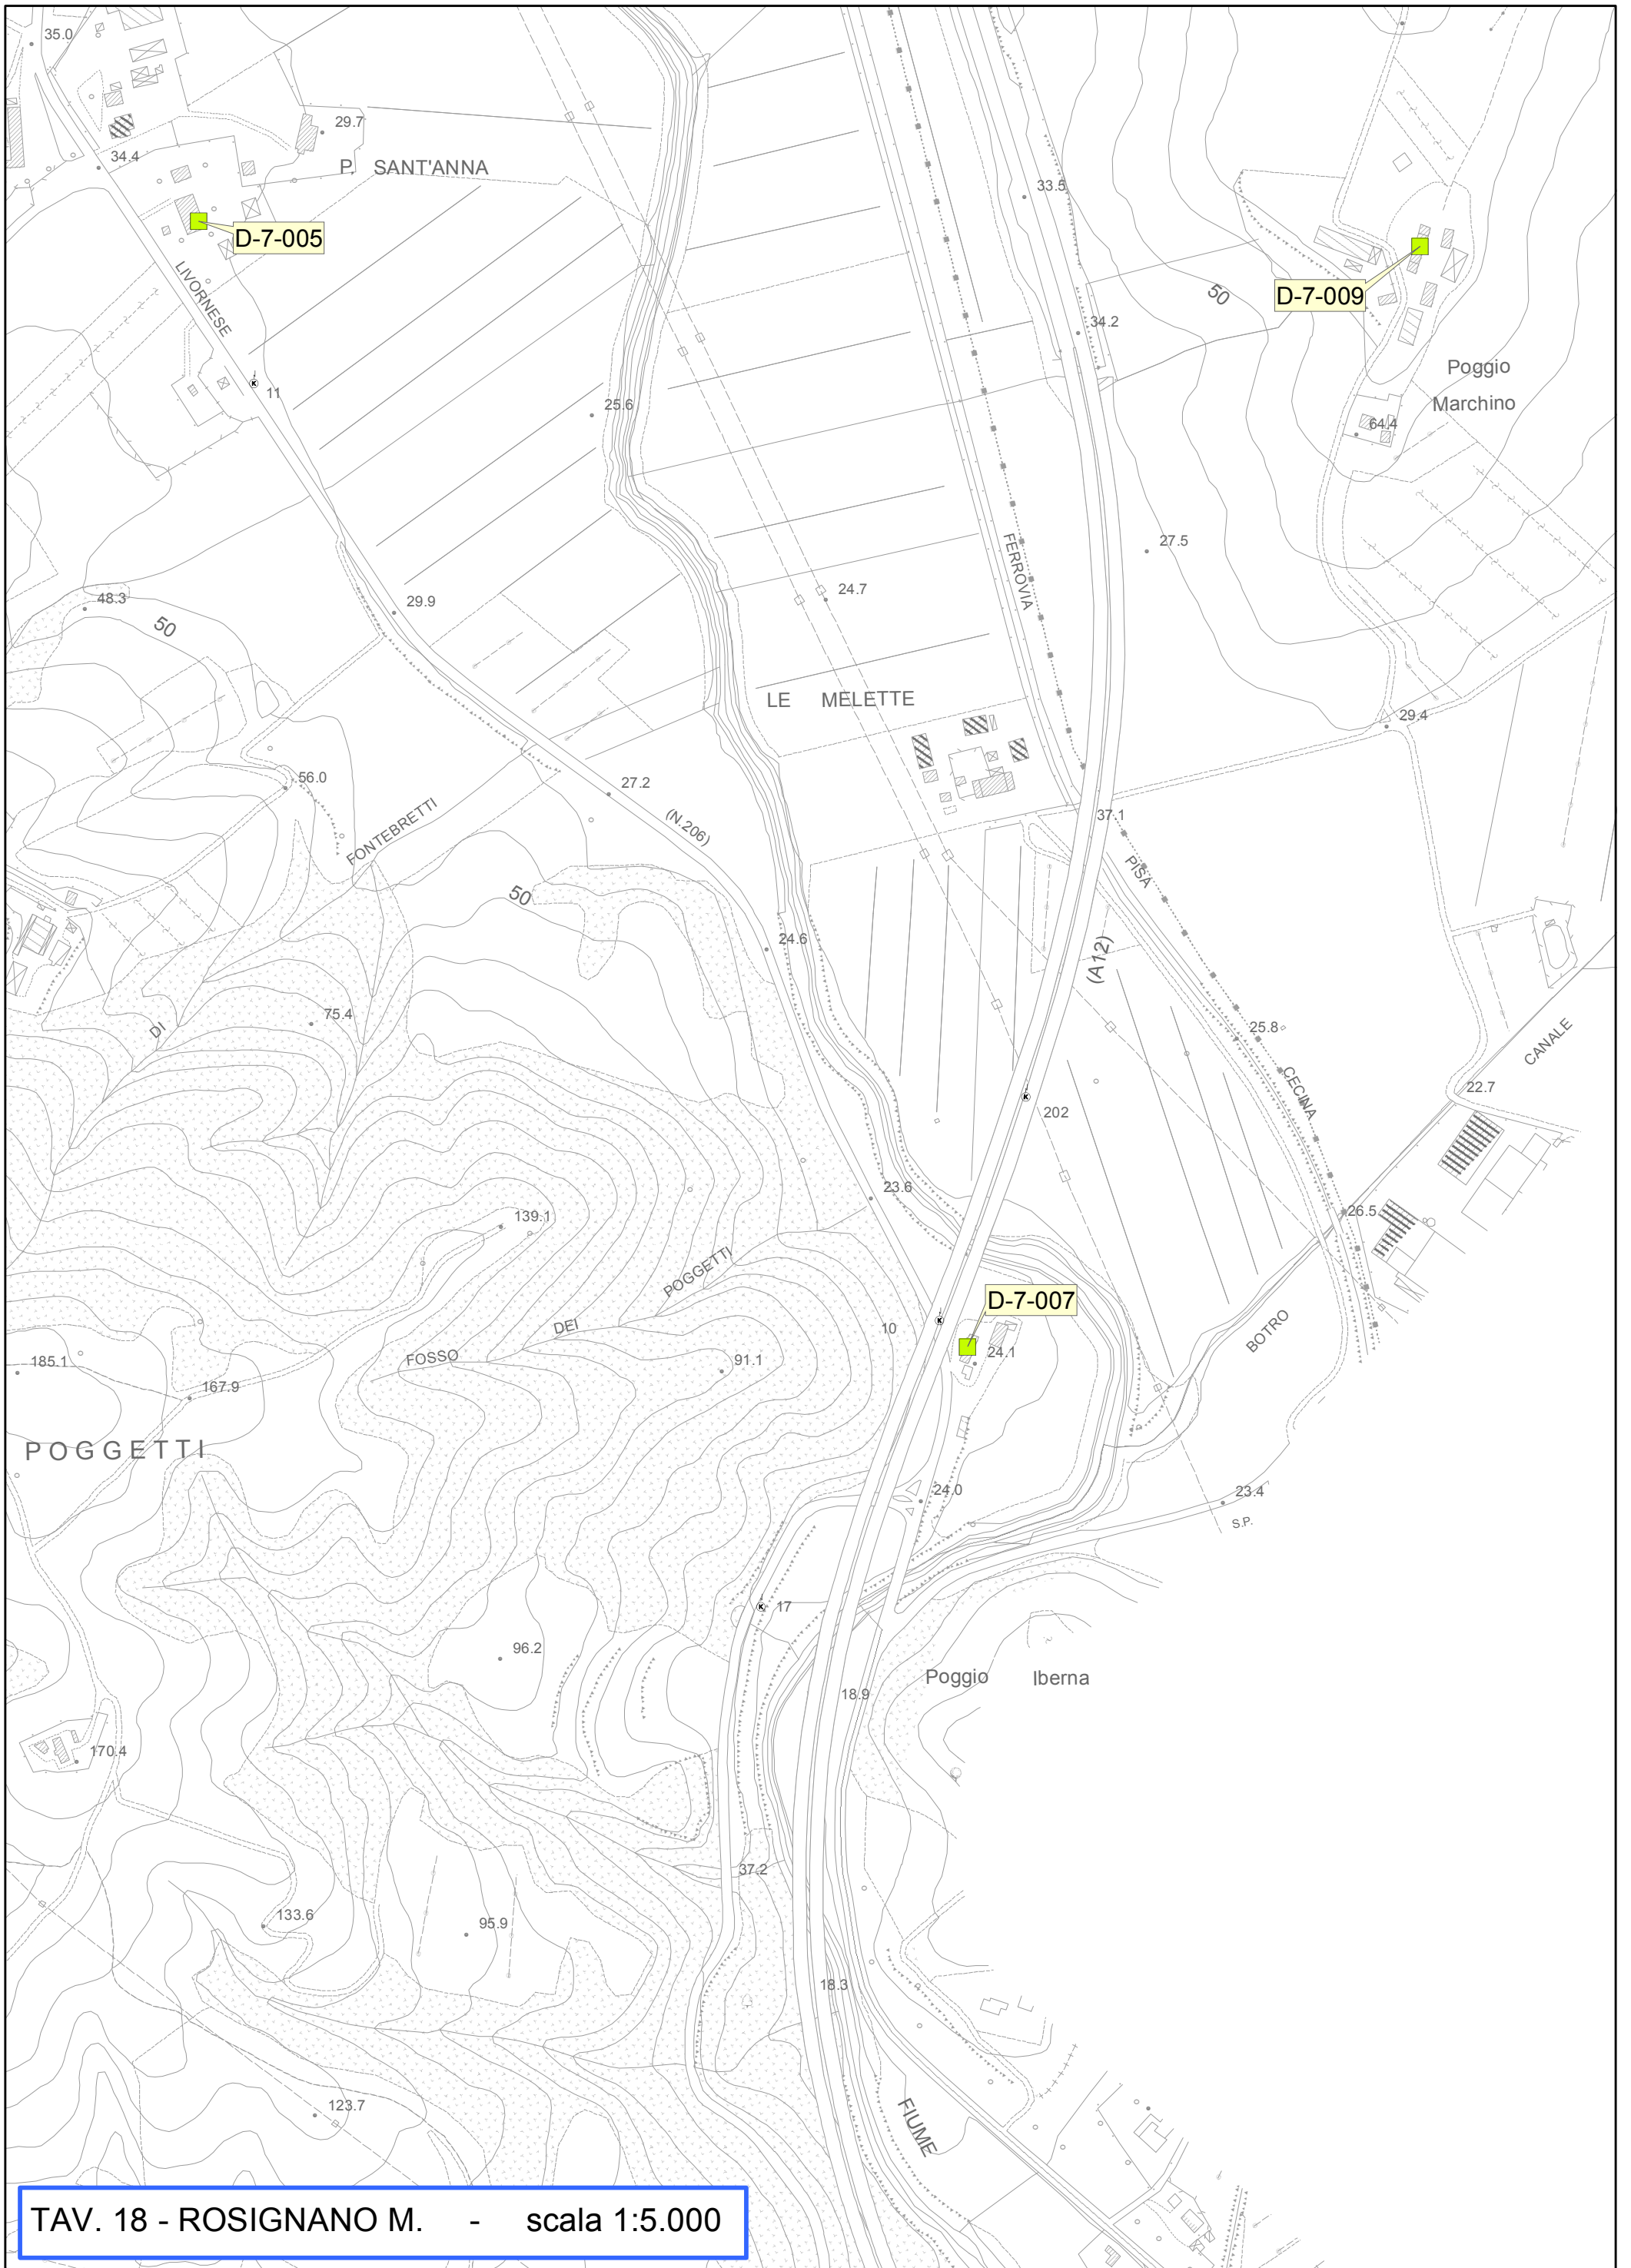 35.0
29.7
34.4
P. SANT'ANNA
33.5
D-7-005
LIVORNESE
D-7-009
50
34.2
Poggio
Marchino
11
25.6
64.4
27.5
FERROVIA
24.7
48.3
29.9
50
LE MELETTE
29.4
56.0
27.2
(N.206)
37.1
FONTEBRETTI
PISA
50
24.6
(A12)
75.4
DI
25.8
CANALE
CECINA
22.7
202
23.6
26.5
139.1
POGGETTI
D-7-007
DEI
10
BOTRO
FOSSO
24.1
91.1
185.1
167.9
POGGETTI
24.0
23.4
S.P.
17
96.2
Poggio Iberna
18.9
170.4
37.2
133.6
95.9
18.3
123.7
FIUME
TAV. 18 - ROSIGNANO M. - scala 1:5.000